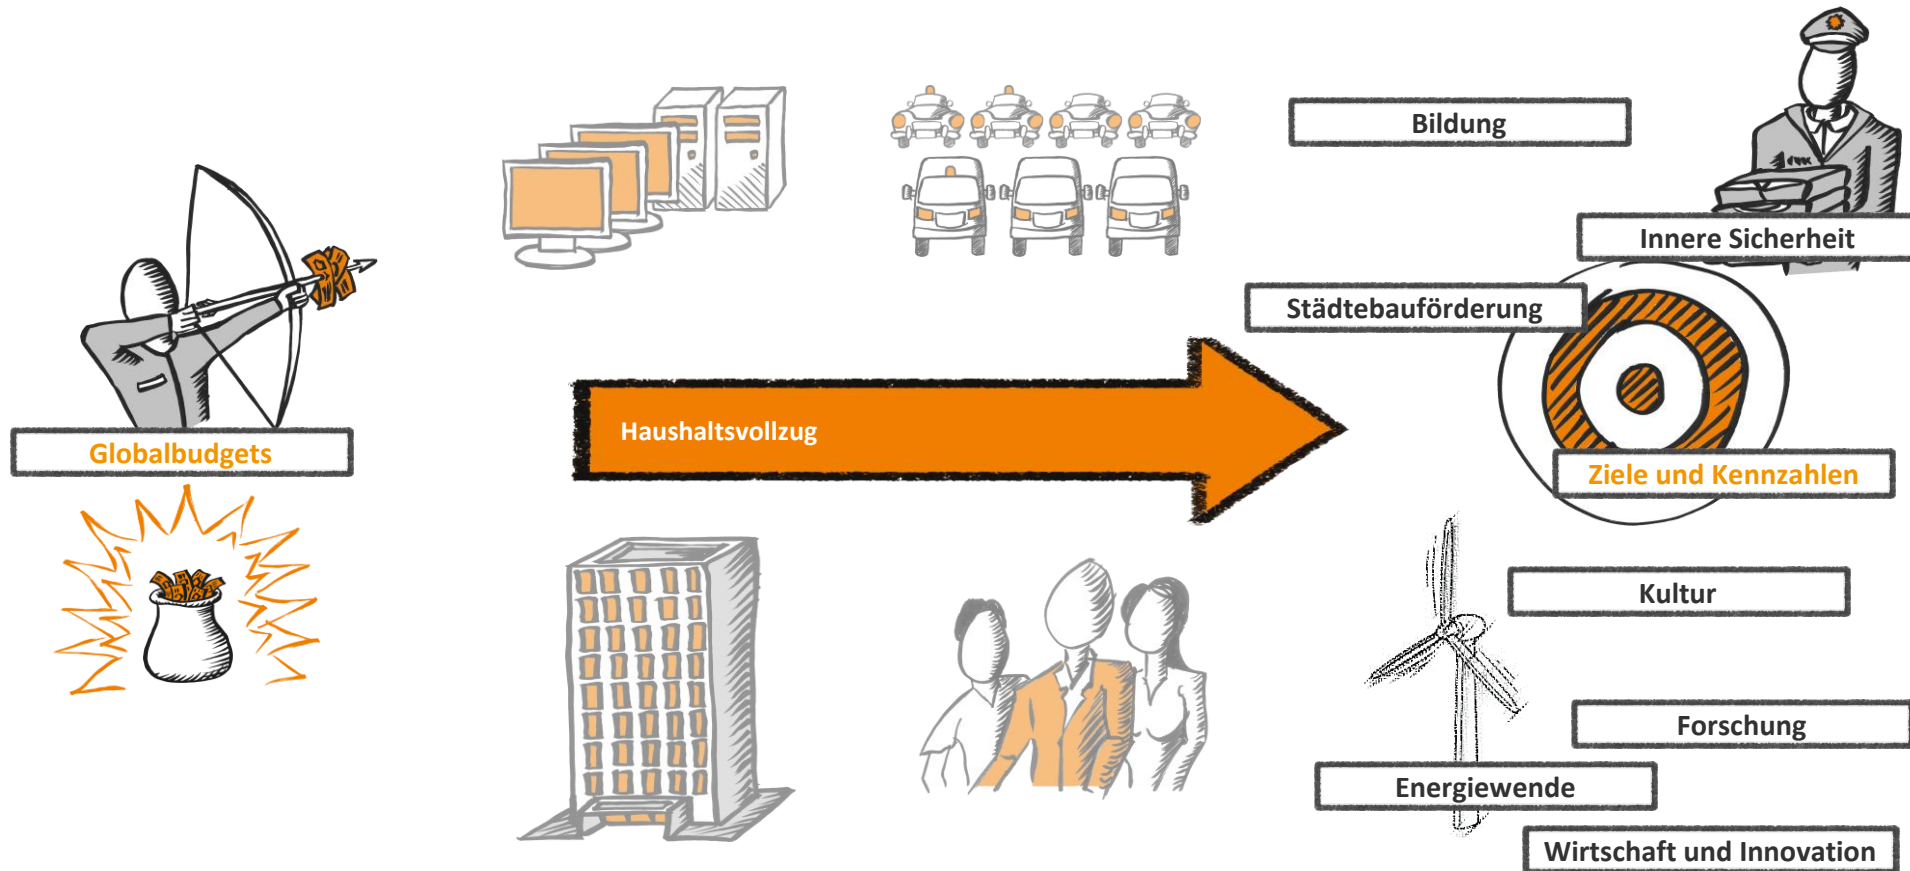 Bildung
Innere Sicherheit
Städtebauförderung
Haushaltsvollzug
Globalbudgets
Ziele und Kennzahlen
Kultur
Forschung
Energiewende
Wirtschaft und Innovation